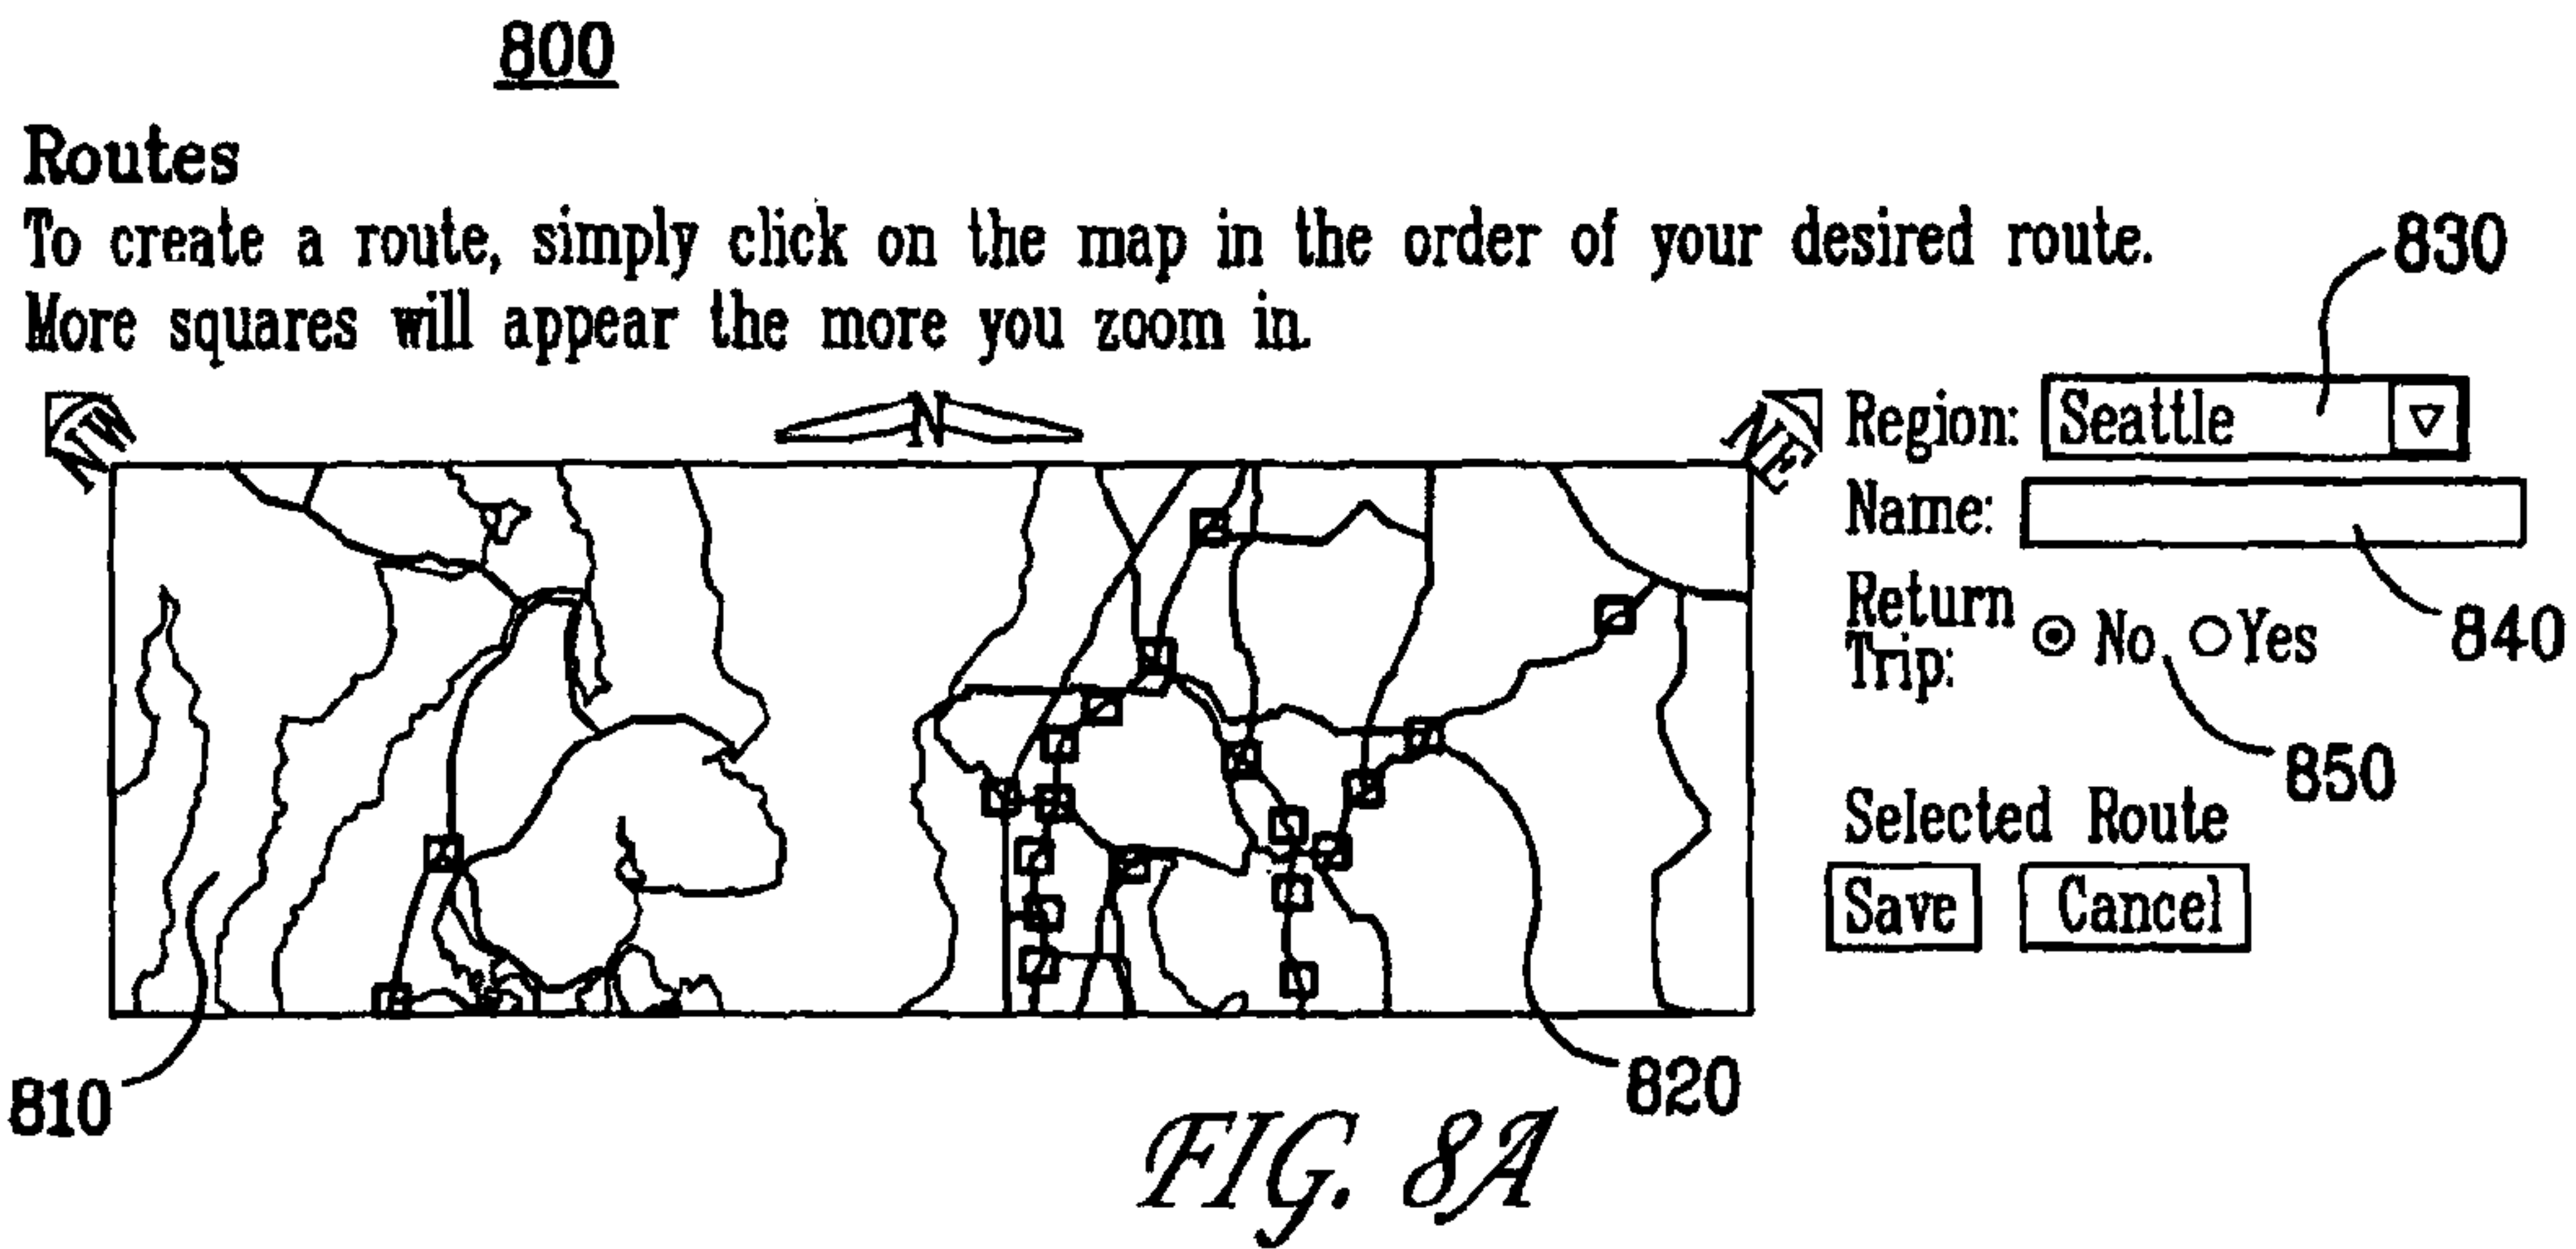 800
Routes
To create a route, simply click on the map in the order of your desired route.
More squares will appear the more you zoom in.
NW
N
NE
Region: Seattle
830
Name:
840
Return Trip: No Yes
850
Selected Route
Save Cancel
810
820
FIG. 8A